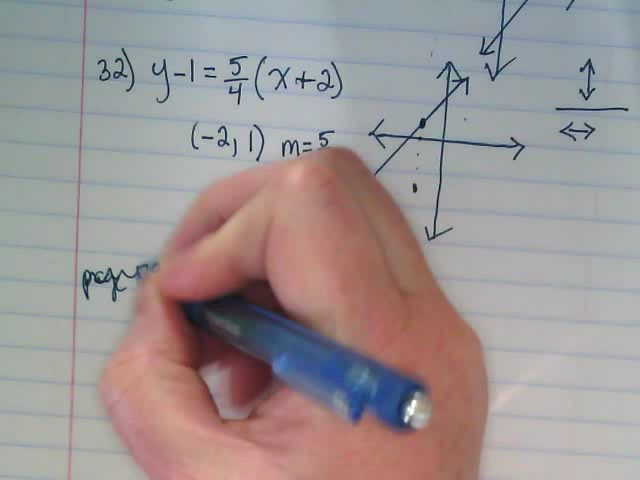 32) y-1 = 5/4 (x+2)
(-2, 1) m = 5